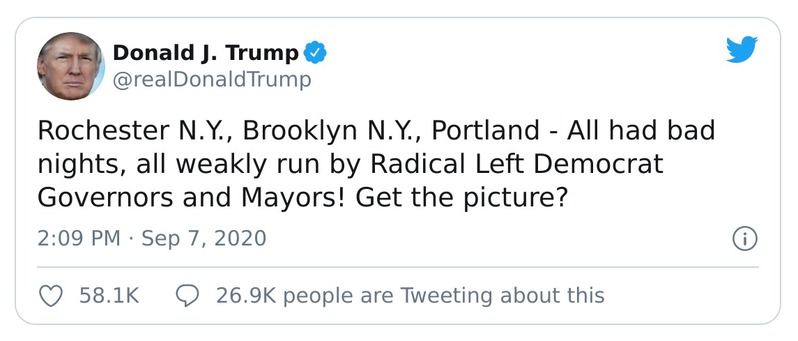 Donald J. Trump
@realDonaldTrump
Rochester N.Y., Brooklyn N.Y., Portland - All had bad
nights, all weakly run by Radical Left Democrat
Governors and Mayors! Get the picture?
2:09 PM · Sep 7, 2020
58.1K 26.9K people are Tweeting about this